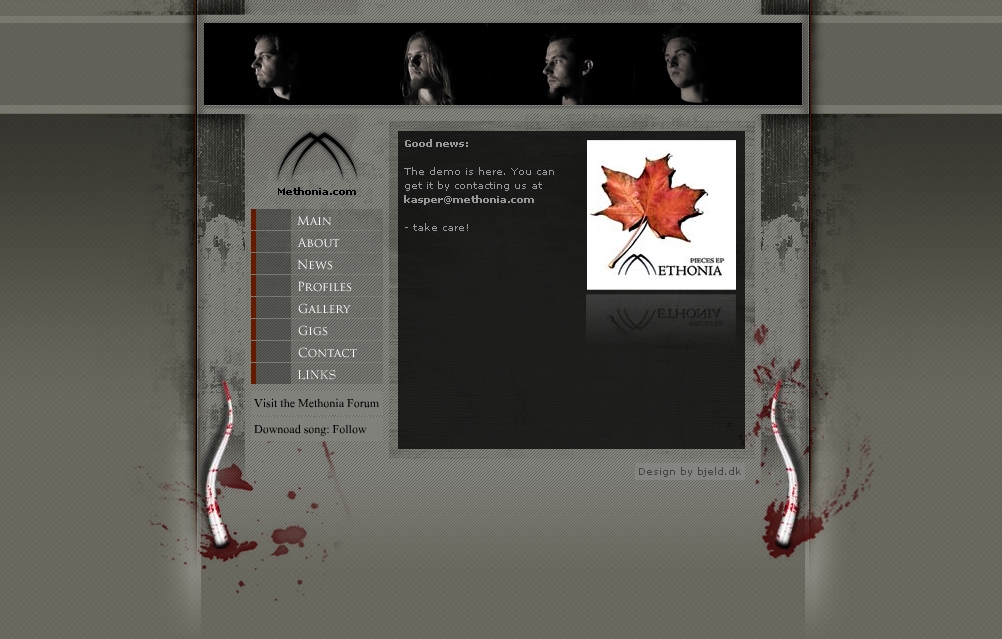 Methonia.com
Main
About
News
Profiles
Gallery
Gigs
Contact
LINKS
Visit the Methonia Forum
Downoad song: Follow
Good news:
The demo is here. You can
get it by contacting us at
kasper@methonia.com
- take care!
PIECES EP
METHONIA
Design by bjeld.dk